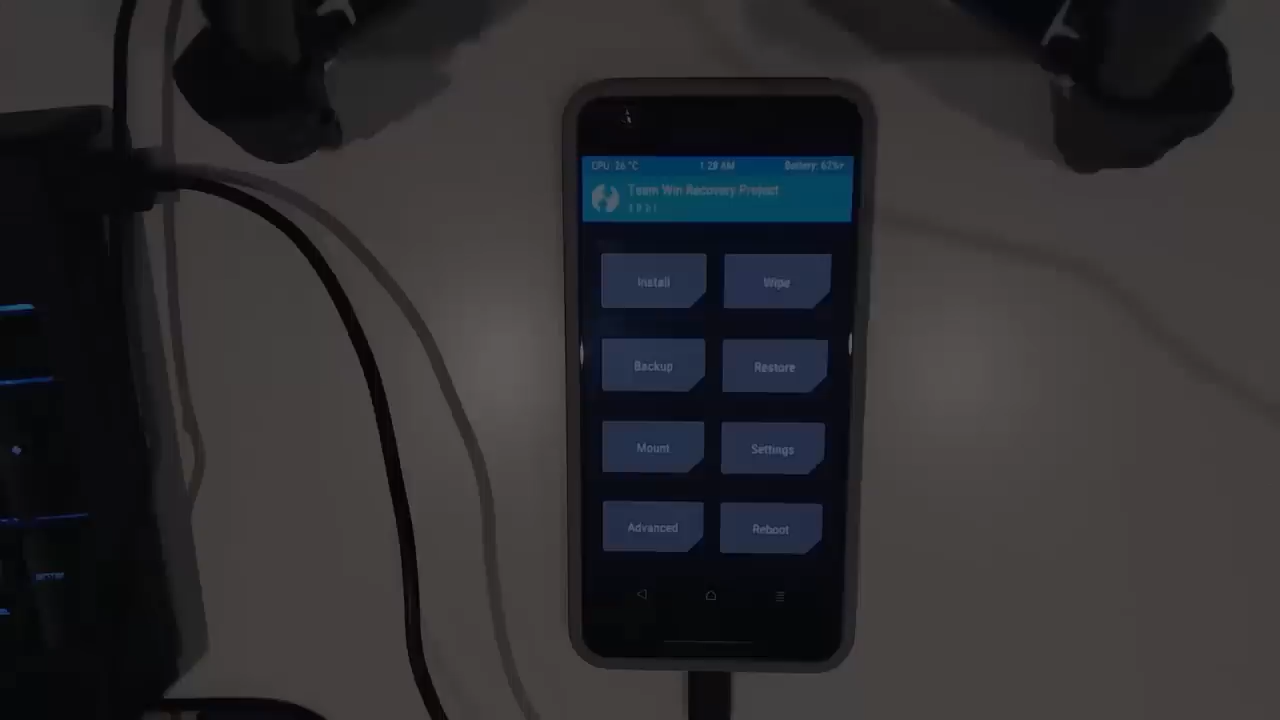 CPU: 26 °C 1:28 AM Battery: 62%+
Team Win Recovery Project
Install Wipe
Backup Restore
Mount Settings
Advanced Reboot